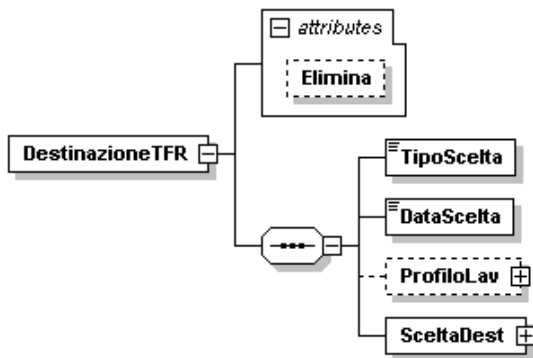 attributes
Elimina
DestinazioneTFR
TipoScelta
DataScelta
ProfiloLav
SceltaDest